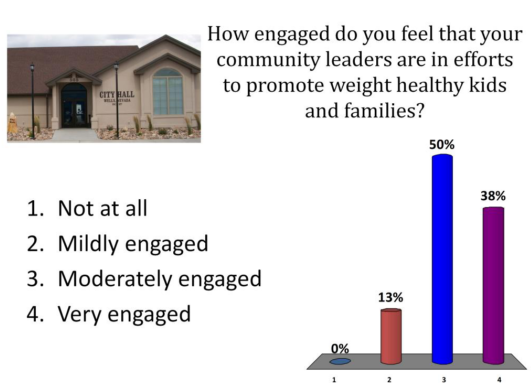 How engaged do you feel that your
community leaders are in efforts
to promote weight healthy kids
and families?
CITY HALL
WELLS NEVADA
1. Not at all
2. Mildly engaged
3. Moderately engaged
4. Very engaged
50%
38%
13%
0%
1 2 3 4